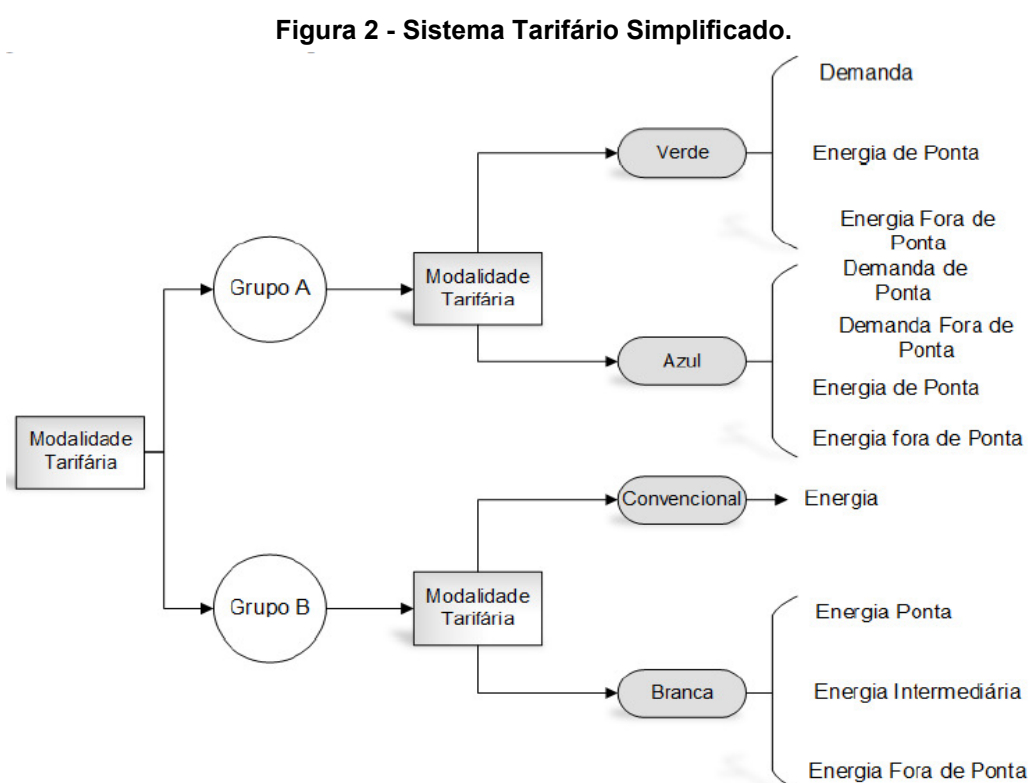 Figura 2 - Sistema Tarifário Simplificado.
Demanda
Verde
Energia de Ponta
Energia Fora de
Ponta
Grupo A
Modalidade
Tarifária
Demanda de
Ponta
Demanda Fora de
Ponta
Azul
Energia de Ponta
Energia fora de Ponta
Modalidade
Tarifária
Convencional
Energia
Grupo B
Modalidade
Tarifária
Energia Ponta
Branca
Energia Intermediária
Energia Fora de Ponta